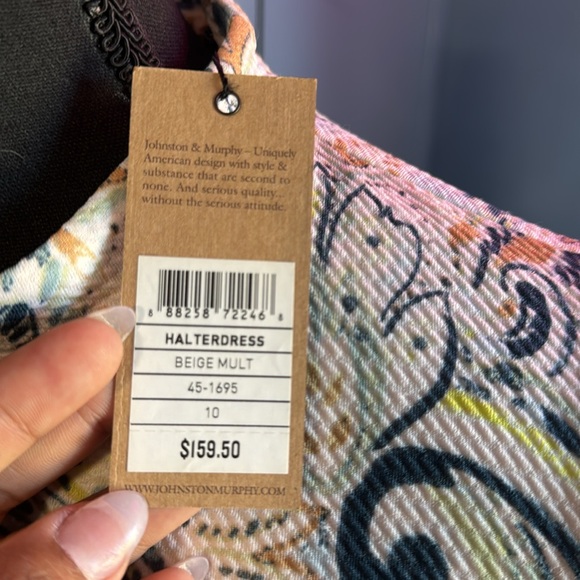 Johnston & Murphy – Uniquely
American design with style &
substance that are second to
none. And serious quality...
without the serious attitude.
8 88258 72246 8
HALTERDRESS
BEIGE MULT
45-1695
10
$159.50
WWW.JOHNSTONMURPHY.COM